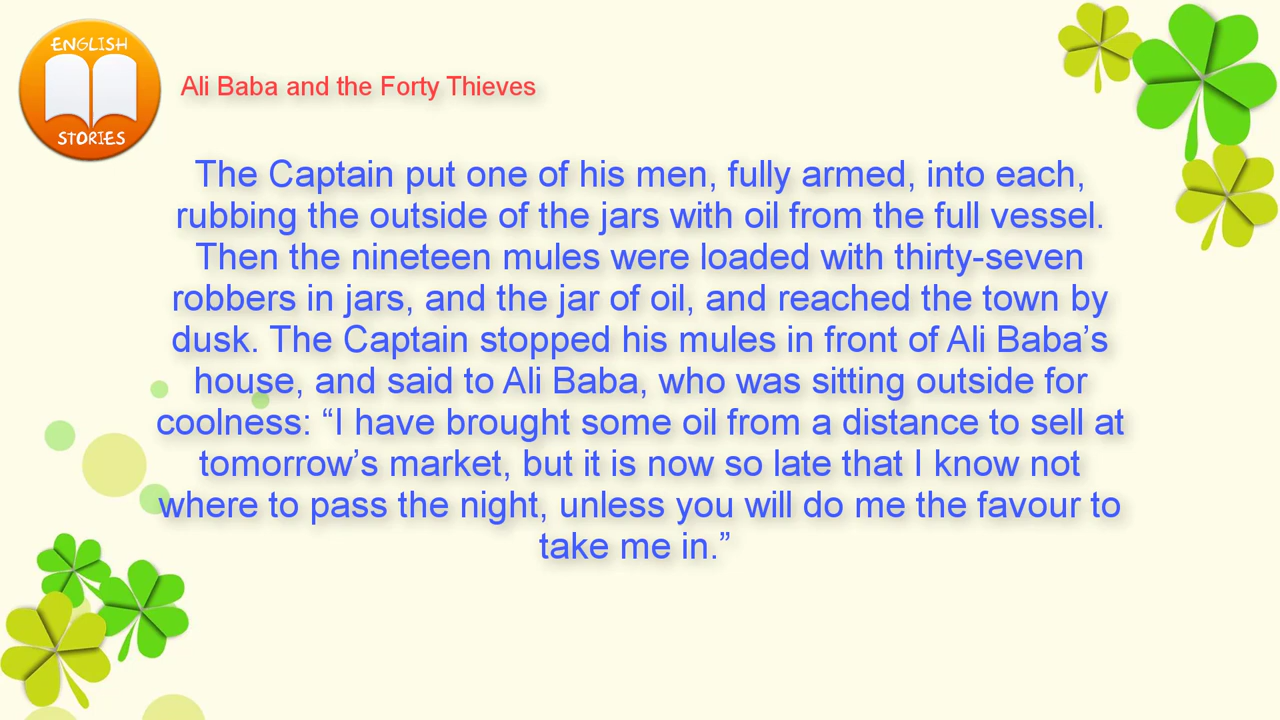 ENGLISH
STORIES
Ali Baba and the Forty Thieves
The Captain put one of his men, fully armed, into each,
rubbing the outside of the jars with oil from the full vessel.
Then the nineteen mules were loaded with thirty-seven
robbers in jars, and the jar of oil, and reached the town by
dusk. The Captain stopped his mules in front of Ali Baba’s
house, and said to Ali Baba, who was sitting outside for
coolness: “I have brought some oil from a distance to sell at
tomorrow’s market, but it is now so late that I know not
where to pass the night, unless you will do me the favour to
take me in.”